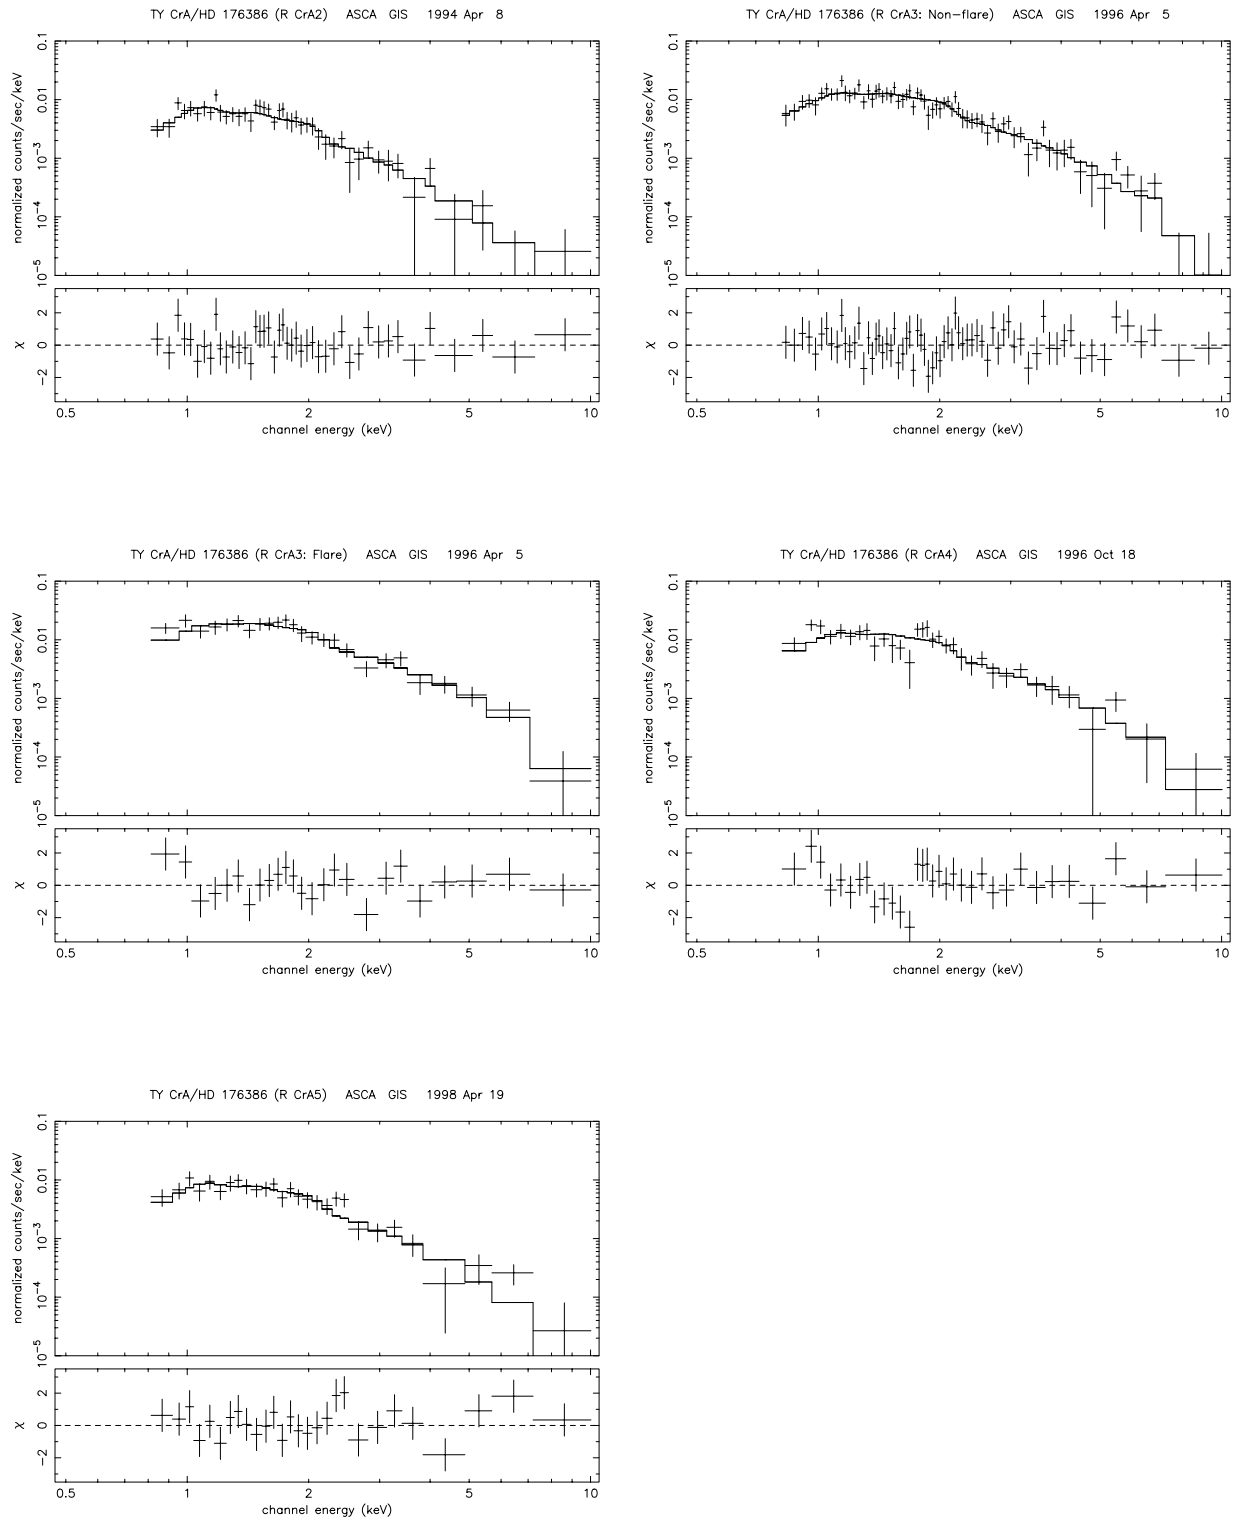 TY CrA/HD 176386 (R CrA2) ASCA GIS 1994 Apr 8
normalized counts/sec/keV
0.1
0.01
10−3
10−4
10−5
χ
2
0
−2
0.5 1 2 5 10
channel energy (keV)
TY CrA/HD 176386 (R CrA3: Non−flare) ASCA GIS 1996 Apr 5
normalized counts/sec/keV
0.1
0.01
10−3
10−4
10−5
χ
2
0
−2
0.5 1 2 5 10
channel energy (keV)
TY CrA/HD 176386 (R CrA3: Flare) ASCA GIS 1996 Apr 5
normalized counts/sec/keV
0.1
0.01
10−3
10−4
10−5
χ
2
0
−2
0.5 1 2 5 10
channel energy (keV)
TY CrA/HD 176386 (R CrA4) ASCA GIS 1996 Oct 18
normalized counts/sec/keV
0.1
0.01
10−3
10−4
10−5
χ
2
0
−2
0.5 1 2 5 10
channel energy (keV)
TY CrA/HD 176386 (R CrA5) ASCA GIS 1998 Apr 19
normalized counts/sec/keV
0.1
0.01
10−3
10−4
10−5
χ
2
0
−2
0.5 1 2 5 10
channel energy (keV)